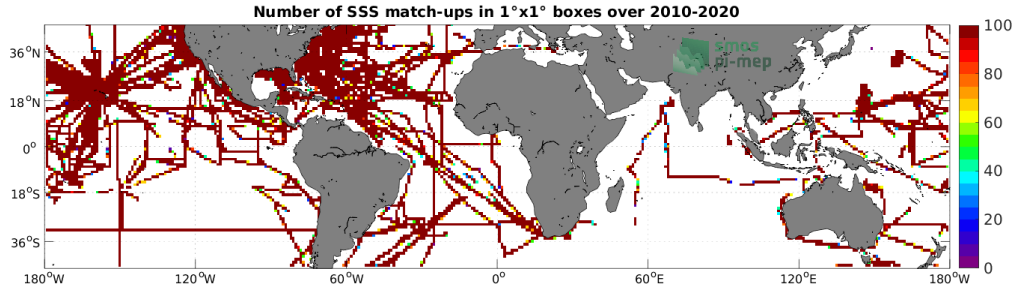 Number of SSS match-ups in 1°x1° boxes over 2010-2020
36°N
18°N
0°
18°S
36°S
180°W
120°W
60°W
0°
60°E
120°E
180°W
100
80
60
40
20
0
smos
pi-mep